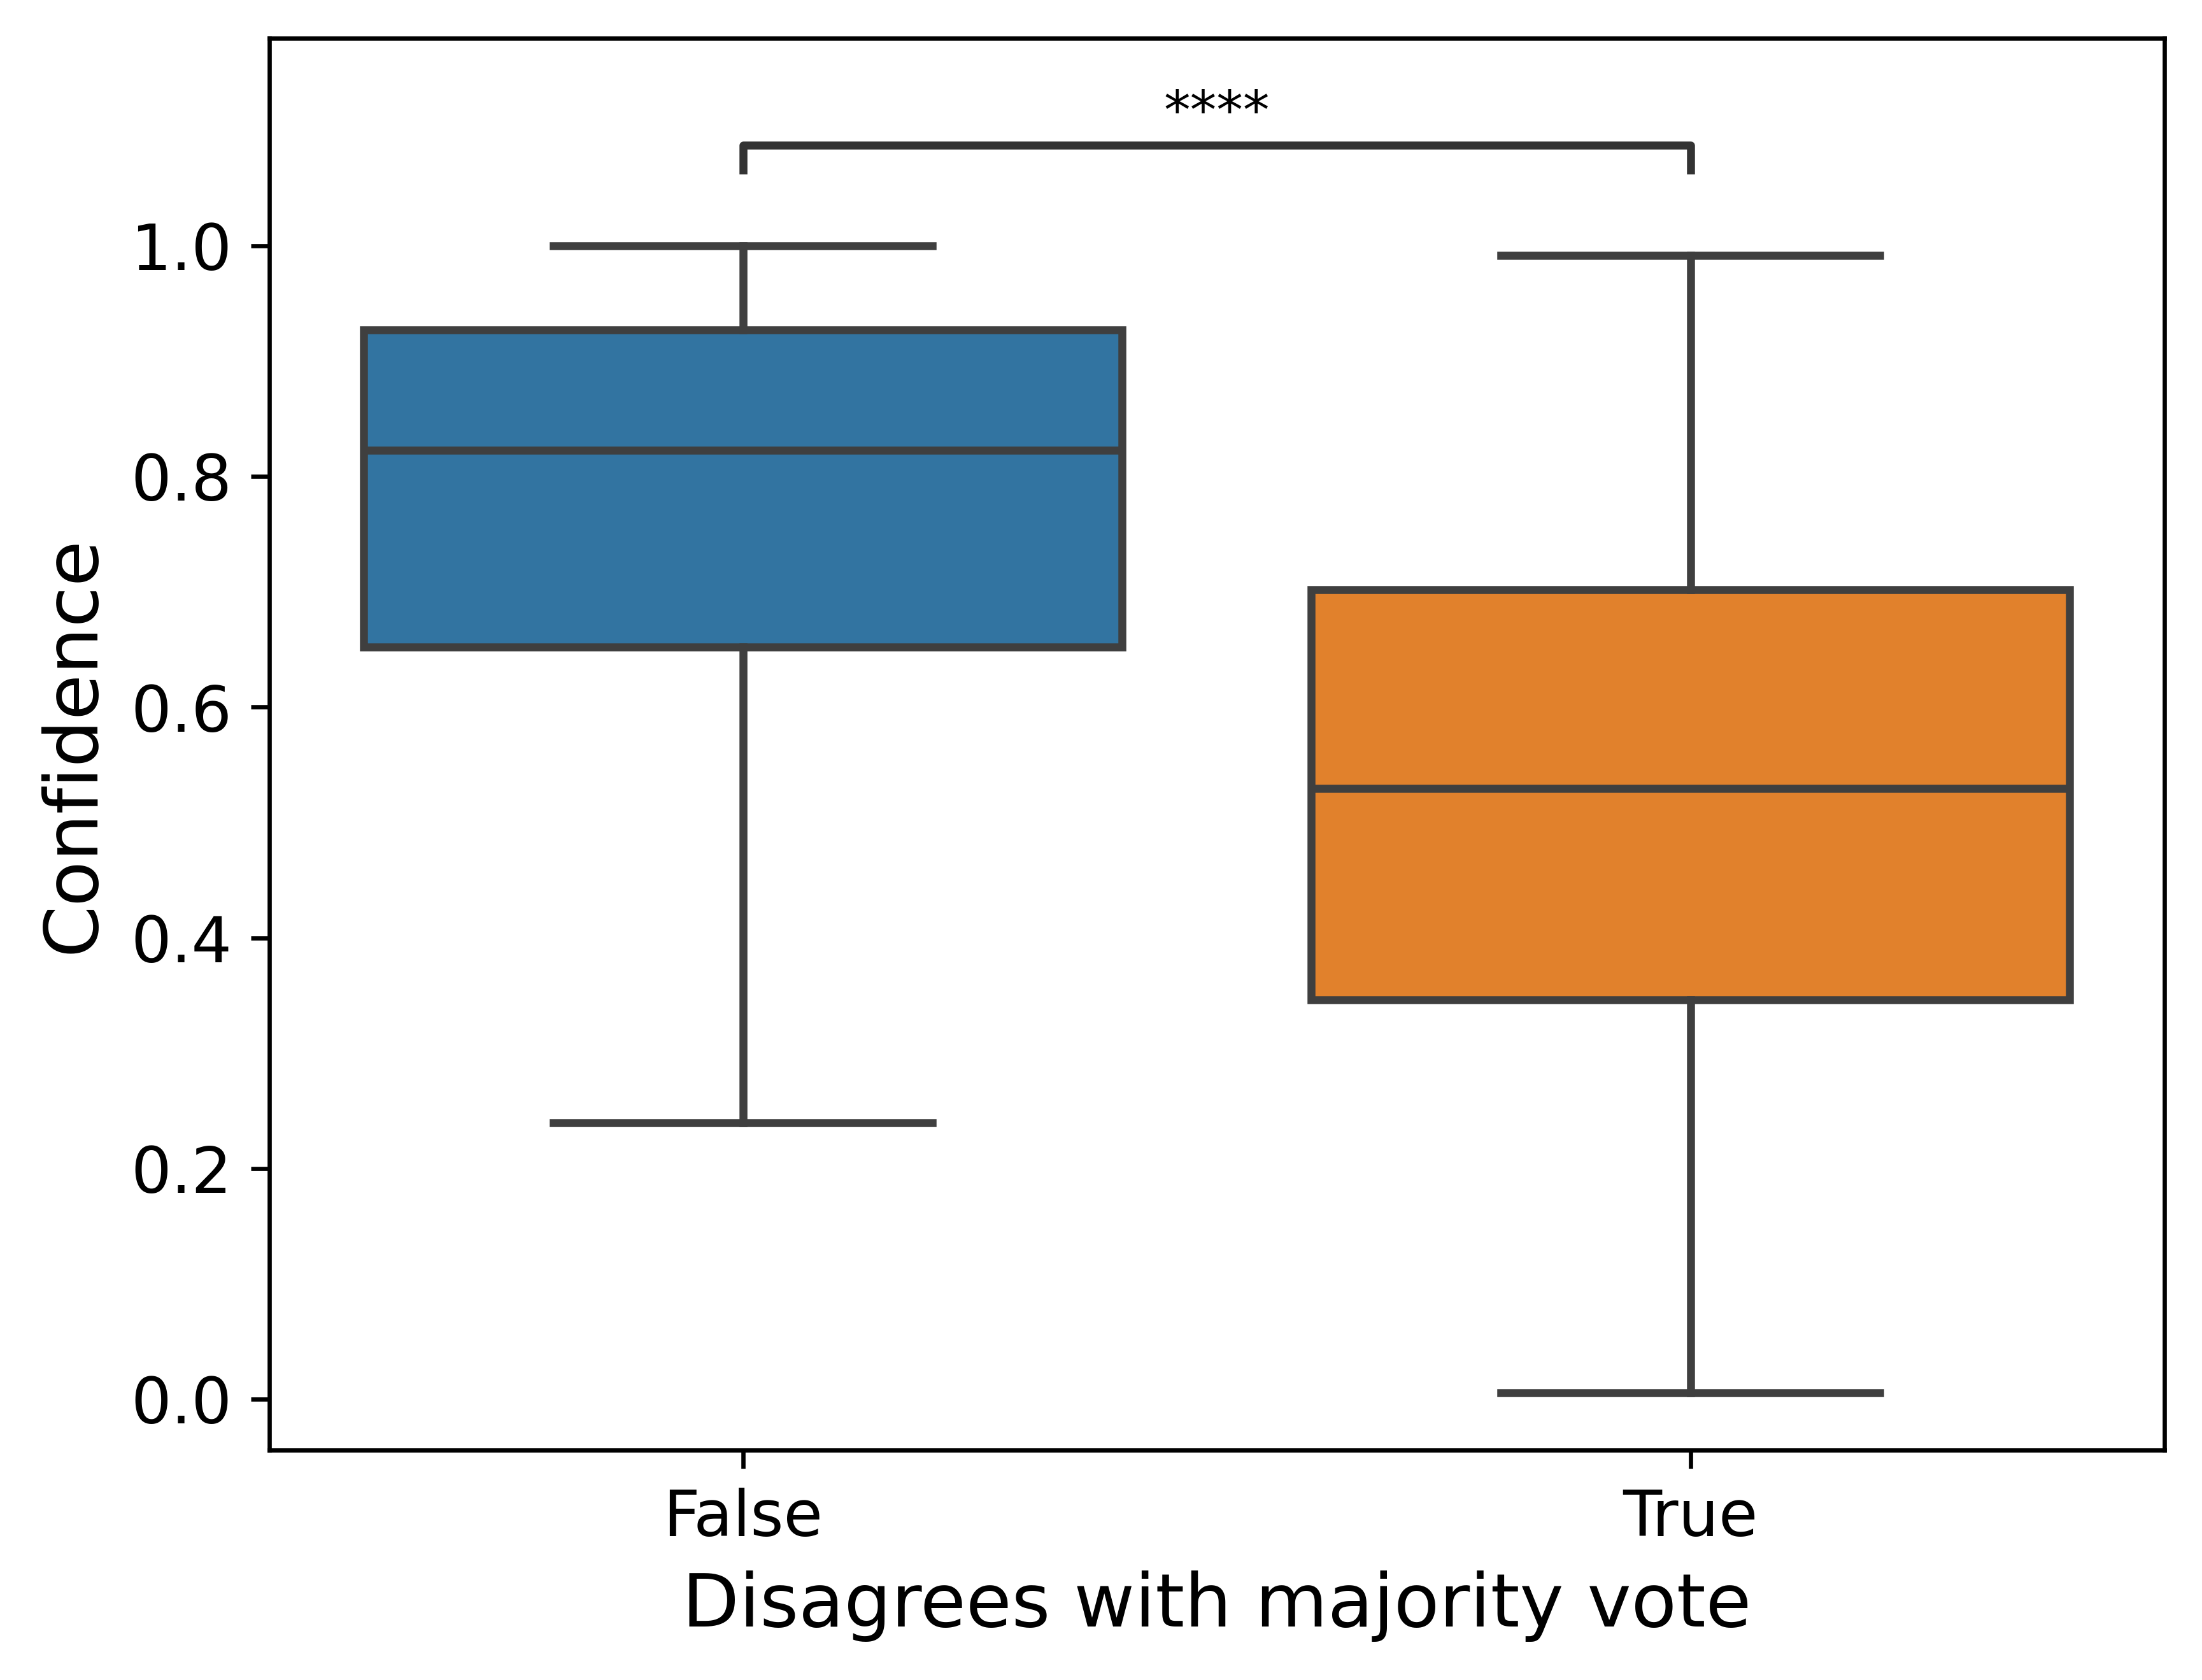 ****
1.0
0.8
0.6
0.4
0.2
0.0
Confidence
False
True
Disagrees with majority vote